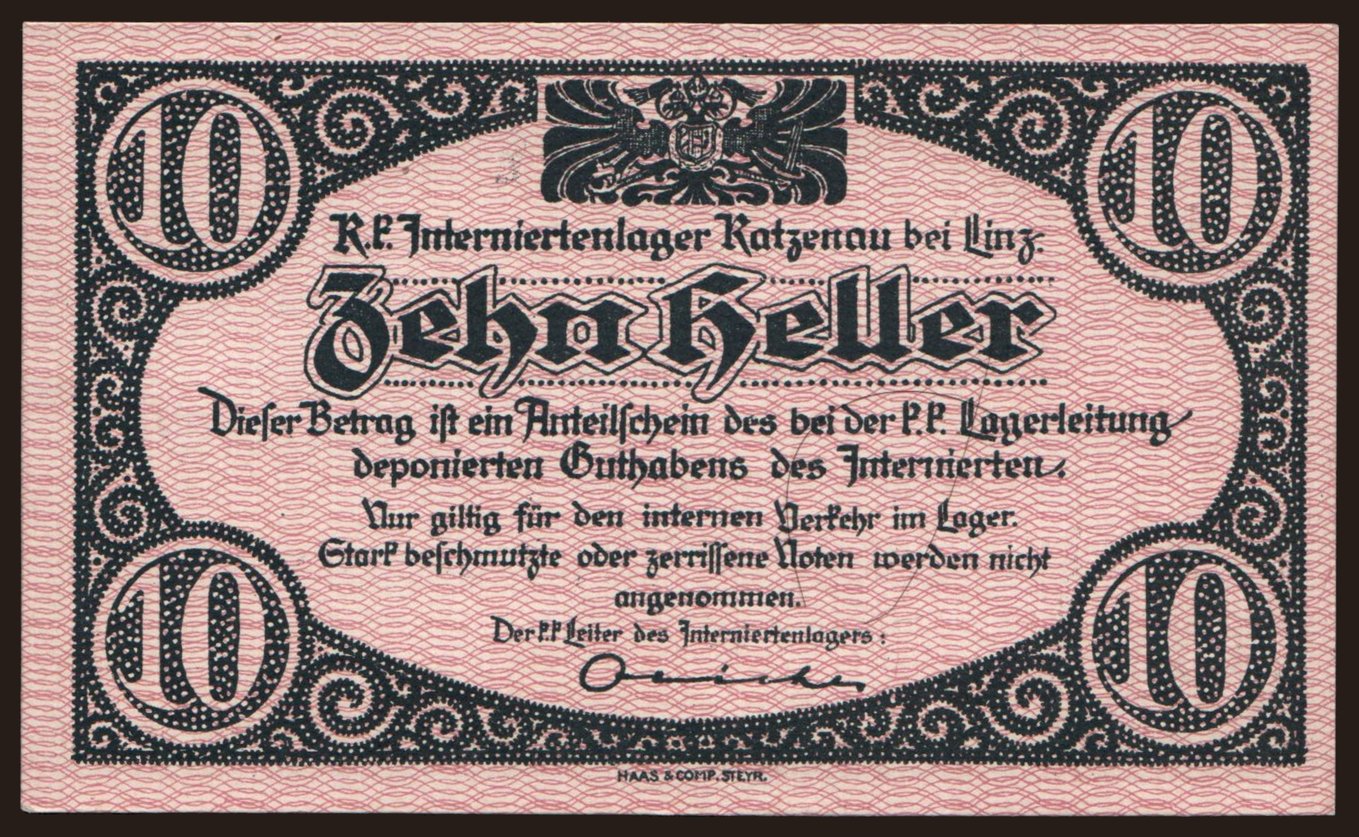 10 10
K.k. Interniertenlager Katzenau bei Linz.
Zehn Heller
Dieser Betrag ist ein Anteilschein des bei der k.k. Lagerleitung
deponierten Guthabens des Internierten.
Nur giltig für den internen Verkehr im Lager.
Stark beschmutzte oder zerrissene Noten werden nicht
angenommen.
Der k.k Leiter des Interniertenlagers:
10 10
HAAS & COMP. STEYR.